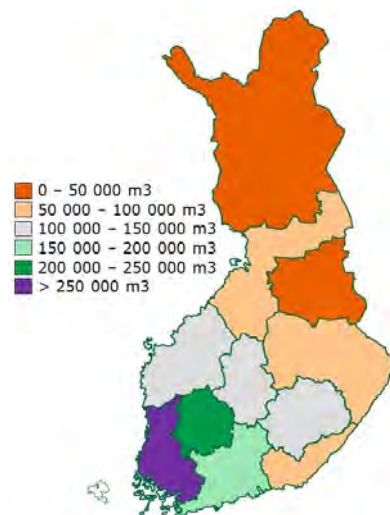 0 – 50 000 m3
50 000 – 100 000 m3
100 000 – 150 000 m3
150 000 – 200 000 m3
200 000 – 250 000 m3
> 250 000 m3